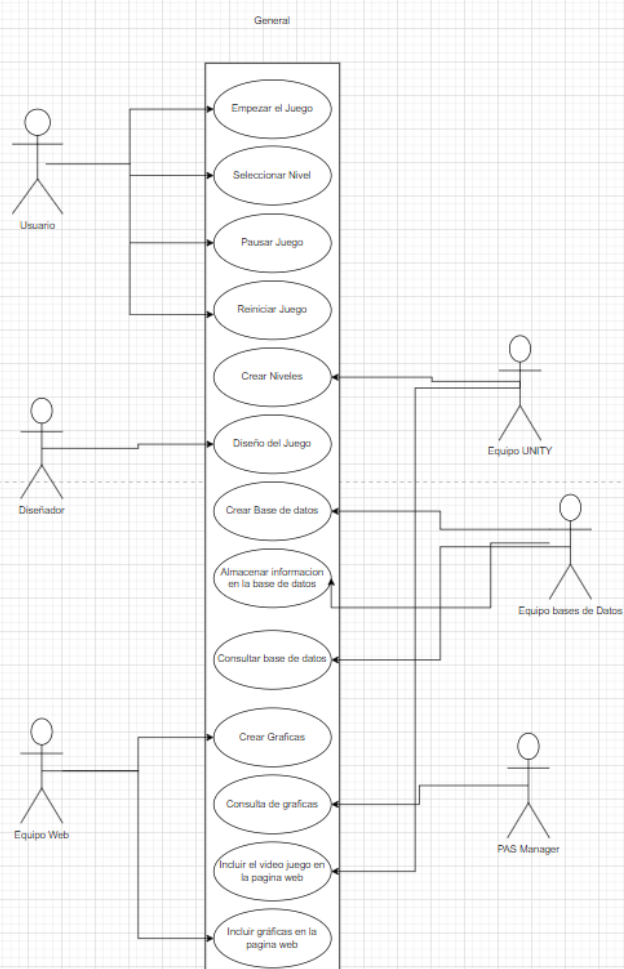 General
Empezar el Juego
Usuario
Seleccionar Nivel
Pausar Juego
Reiniciar Juego
Crear Niveles
Equipo UNITY
Diseño del Juego
Diseñador
Crear Base de datos
Almacenar informacion
en la base de datos
Equipo bases de Datos
Consultar base de datos
Crear Graficas
Equipo Web
Consulta de graficas
PAS Manager
Incluir el video juego en
la pagina web
Incluir gráficas en la
pagina web